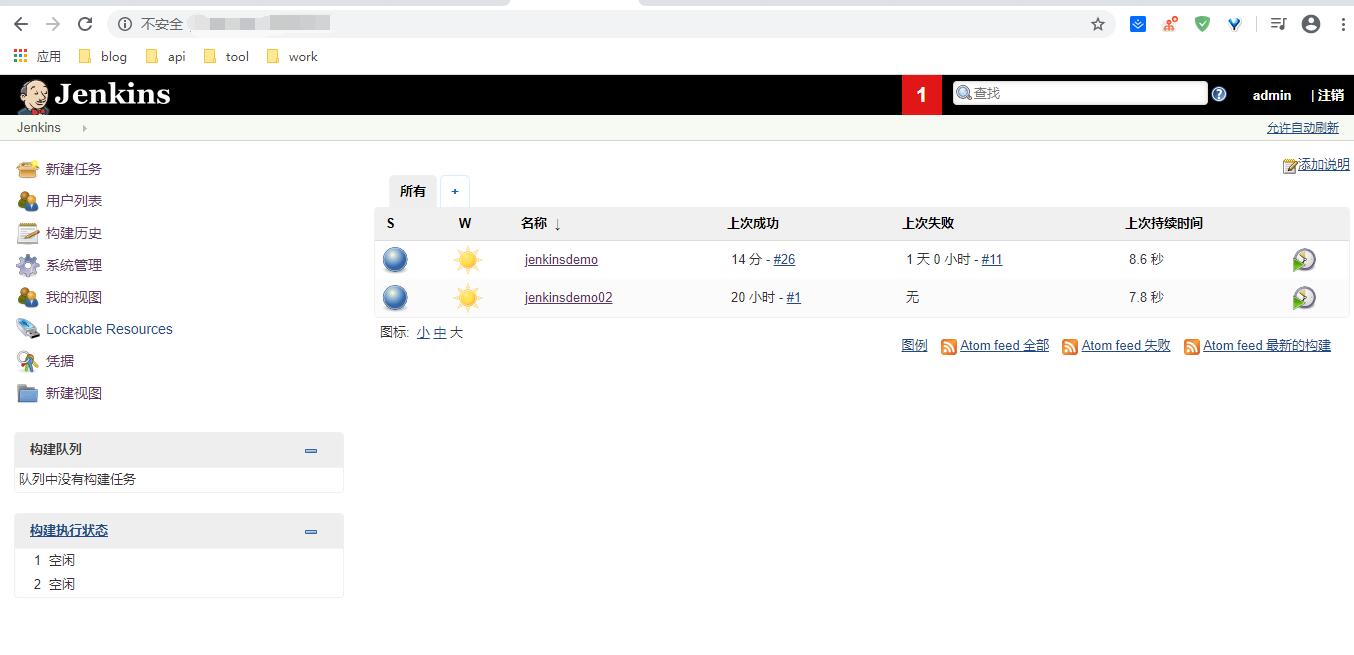 不安全
应用 blog api tool work
Jenkins 1 查找 admin | 注销
Jenkins 允许自动刷新
添加说明
新建任务
用户列表
构建历史
系统管理
我的视图
Lockable Resources
凭据
新建视图
构建队列
队列中没有构建任务
构建执行状态
1 空闲
2 空闲
所有 +
S W 名称 ↓ 上次成功 上次失败 上次持续时间
jenkinsdemo 14 分 - #26 1 天 0 小时 - #11 8.6 秒
jenkinsdemo02 20 小时 - #1 无 7.8 秒
图标: 小 中 大
图例 Atom feed 全部 Atom feed 失败 Atom feed 最新的构建